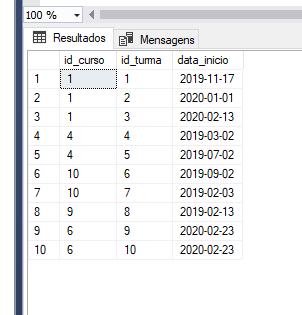 100 %
Resultados Mensagens
id_curso id_turma data_inicio
1 1 1 2019-11-17
2 1 2 2020-01-01
3 1 3 2020-02-13
4 4 4 2019-03-02
5 4 5 2019-07-02
6 10 6 2019-09-02
7 10 7 2019-02-03
8 9 8 2019-02-13
9 6 9 2020-02-23
10 6 10 2020-02-23